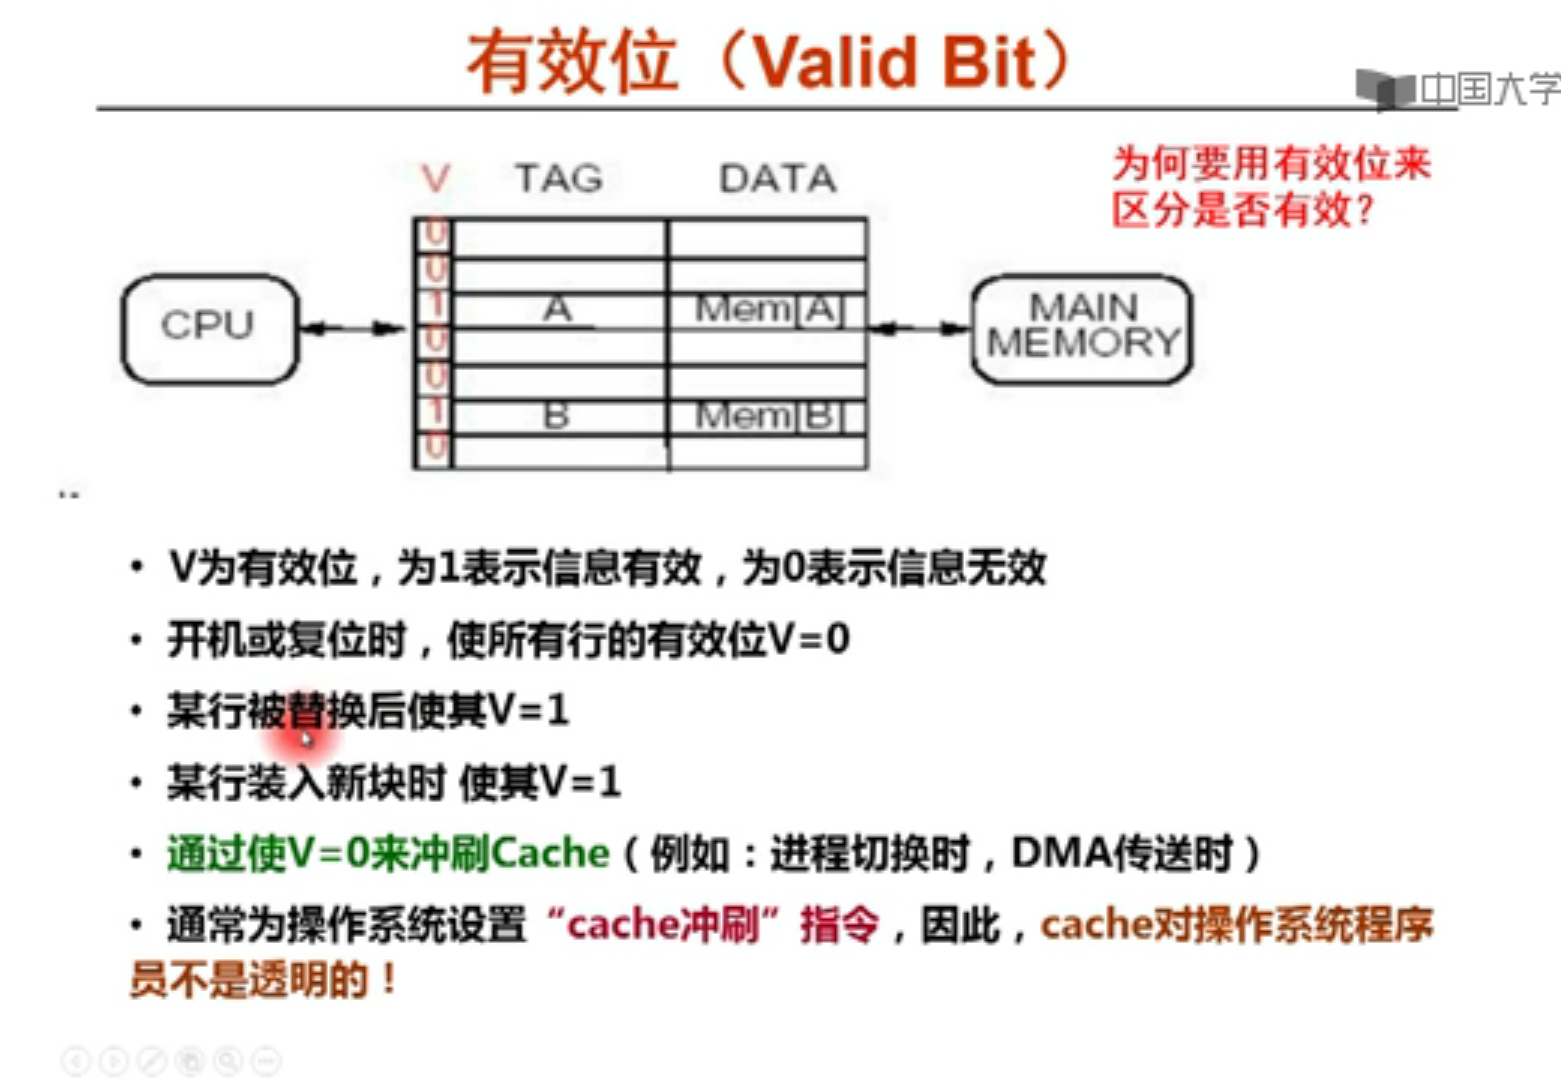 有效位（Valid Bit）
中国大学
为何要用有效位来
区分是否有效？
V TAG DATA
0
0
1 A Mem[A]
0
0
1 B Mem[B]
0
CPU
MAIN
MEMORY
• V为有效位，为1表示信息有效，为0表示信息无效
• 开机或复位时，使所有行的有效位V=0
• 某行被替换后使其V=1
• 某行装入新块时 使其V=1
• 通过使V=0来冲刷Cache（例如：进程切换时，DMA传送时）
• 通常为操作系统设置“cache冲刷”指令，因此，cache对操作系统程序
员不是透明的！